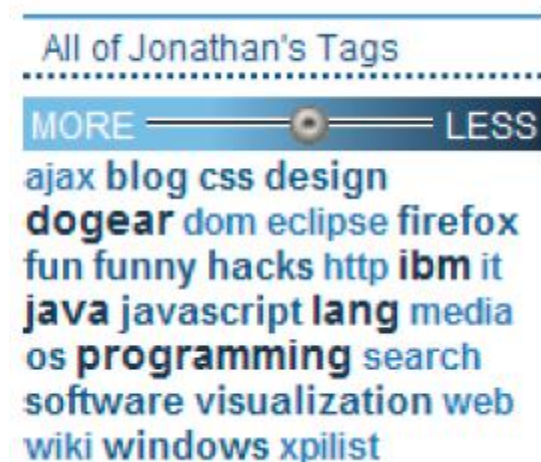 All of Jonathan's Tags
MORE LESS
ajax blog css design
dogear dom eclipse firefox
fun funny hacks http ibm it
java javascript lang media
os programming search
software visualization web
wiki windows xpilist